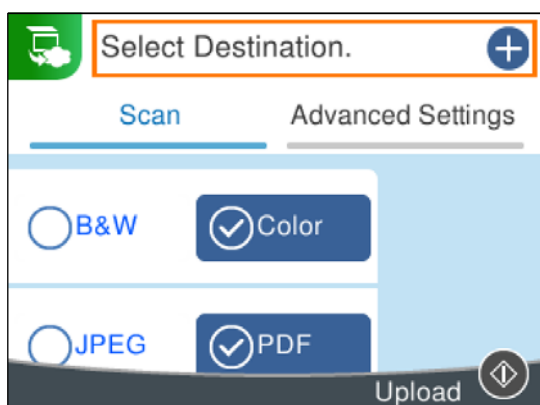 Select Destination.
Scan Advanced Settings
B&W Color
JPEG PDF
Upload